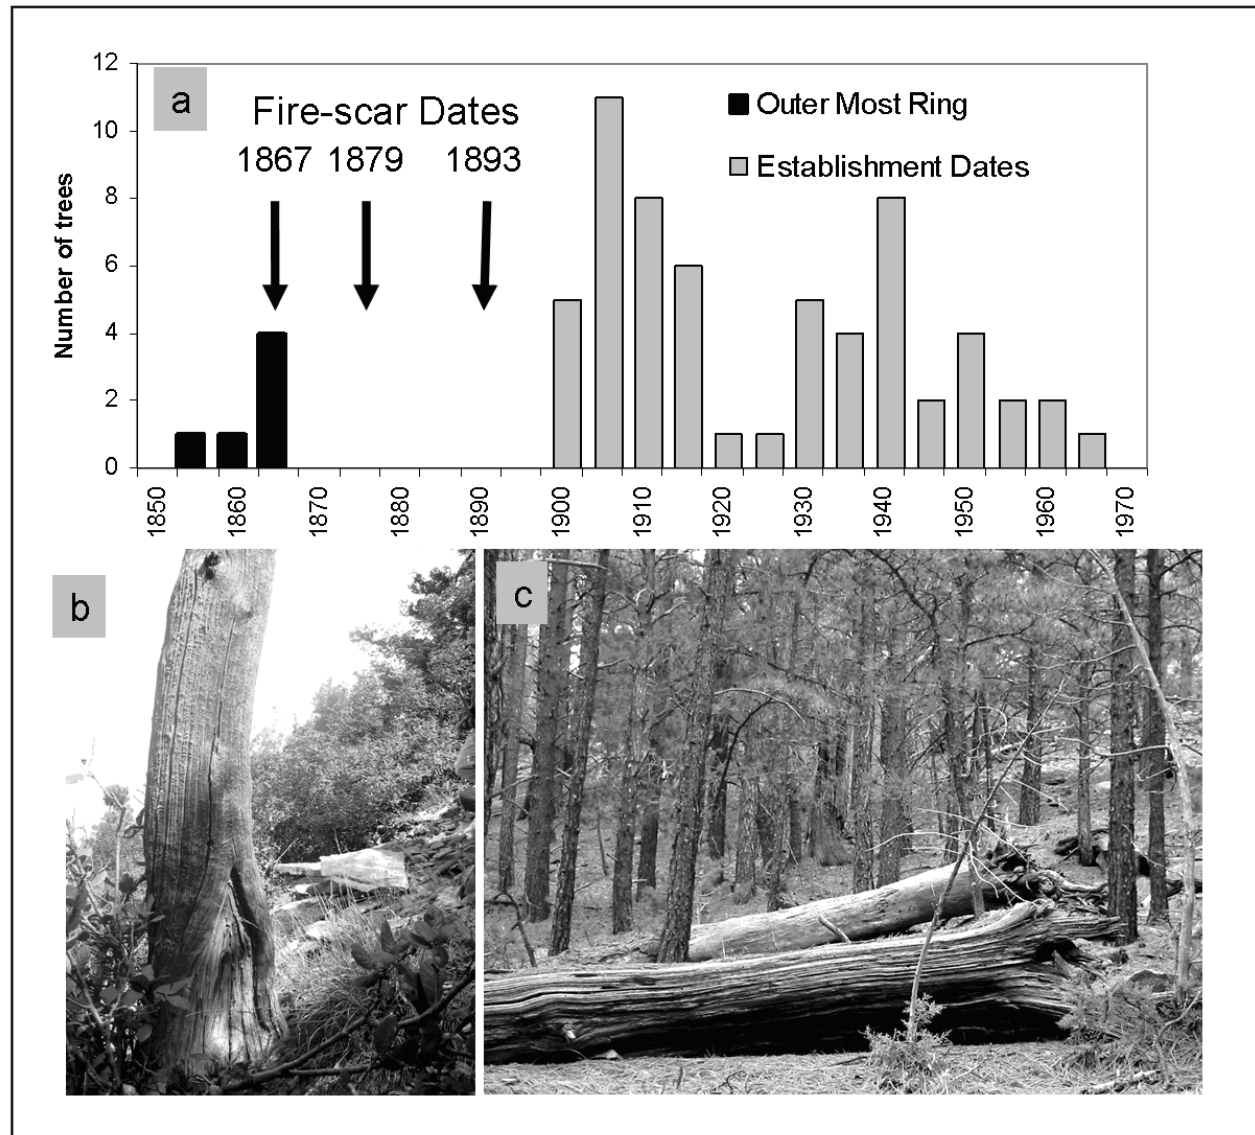 a
Fire-scar Dates
1867 1879 1893
Outer Most Ring
Establishment Dates
Number of trees
12
10
8
6
4
2
0
1850 1860 1870 1880 1890 1900 1910 1920 1930 1940 1950 1960 1970
b
c